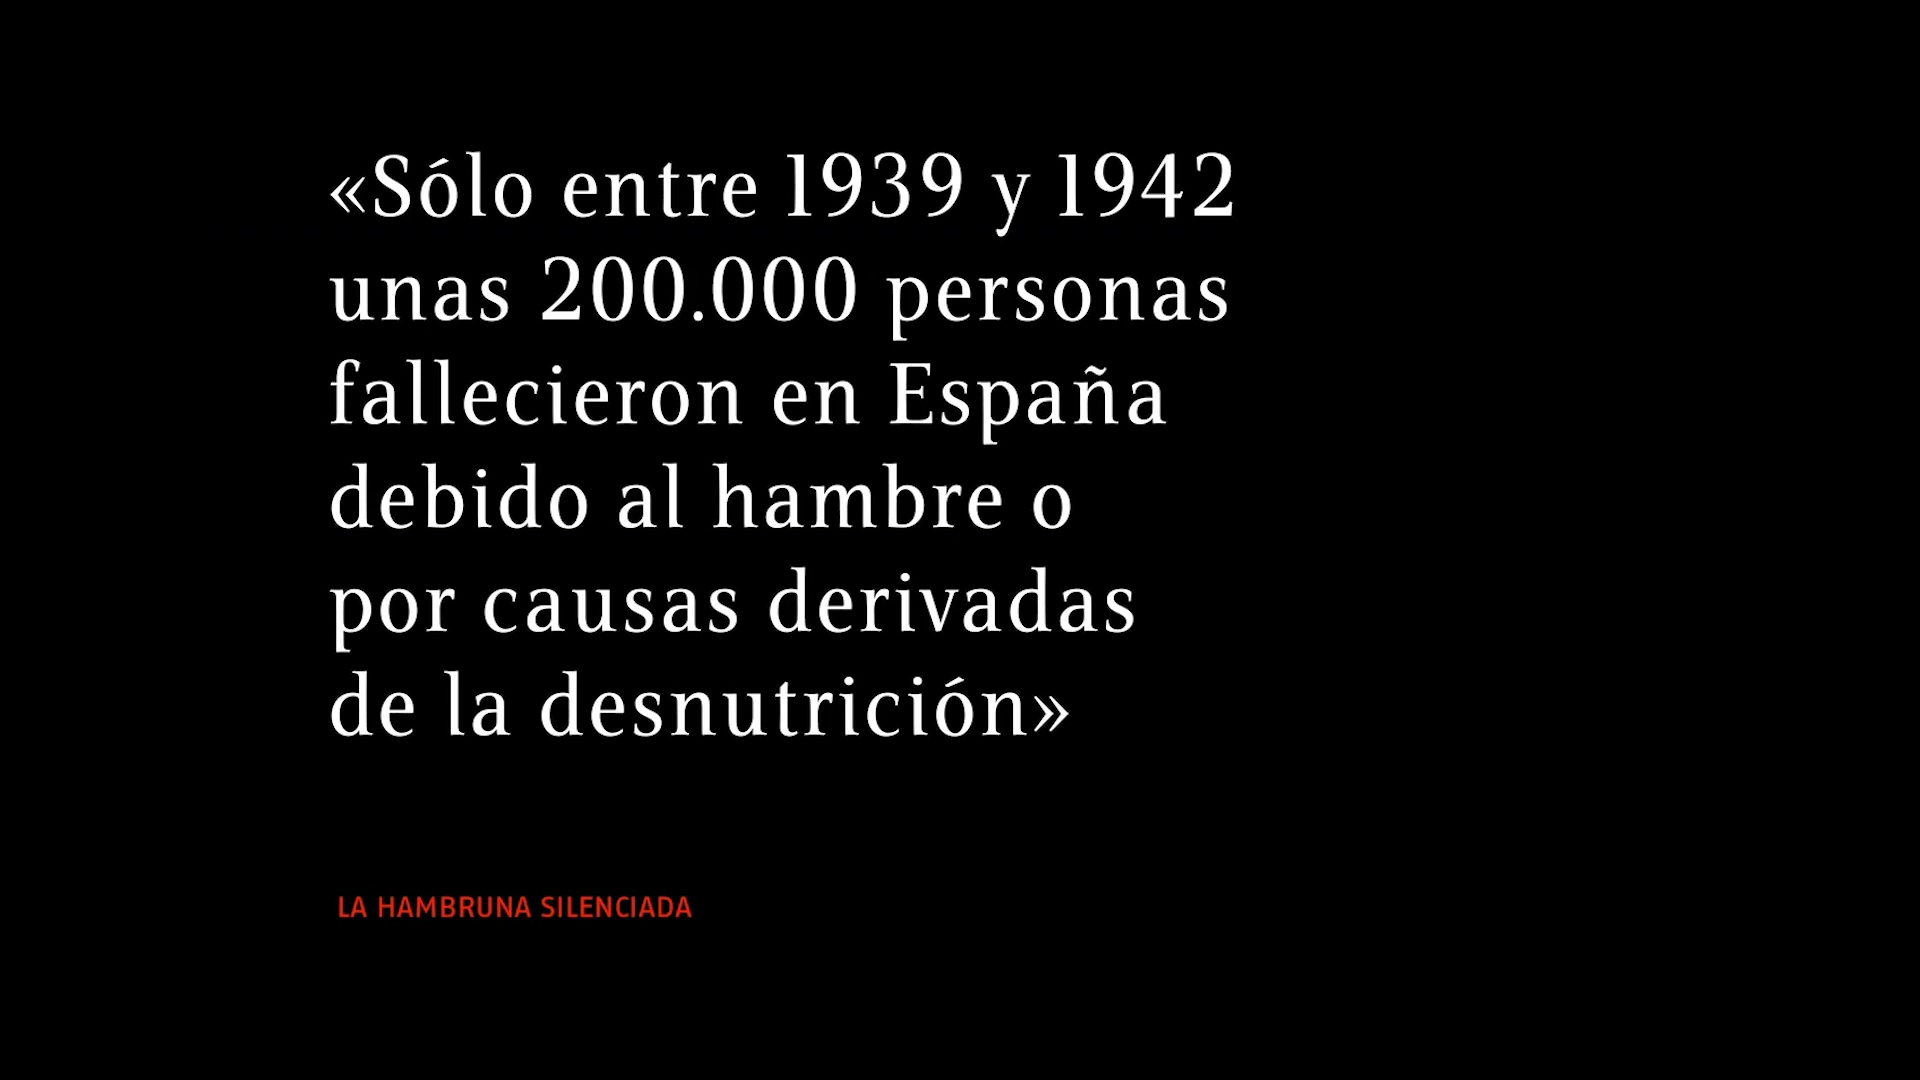 «Sólo entre 1939 y 1942
unas 200.000 personas
fallecieron en España
debido al hambre o
por causas derivadas
de la desnutrición»
LA HAMBRUNA SILENCIADA